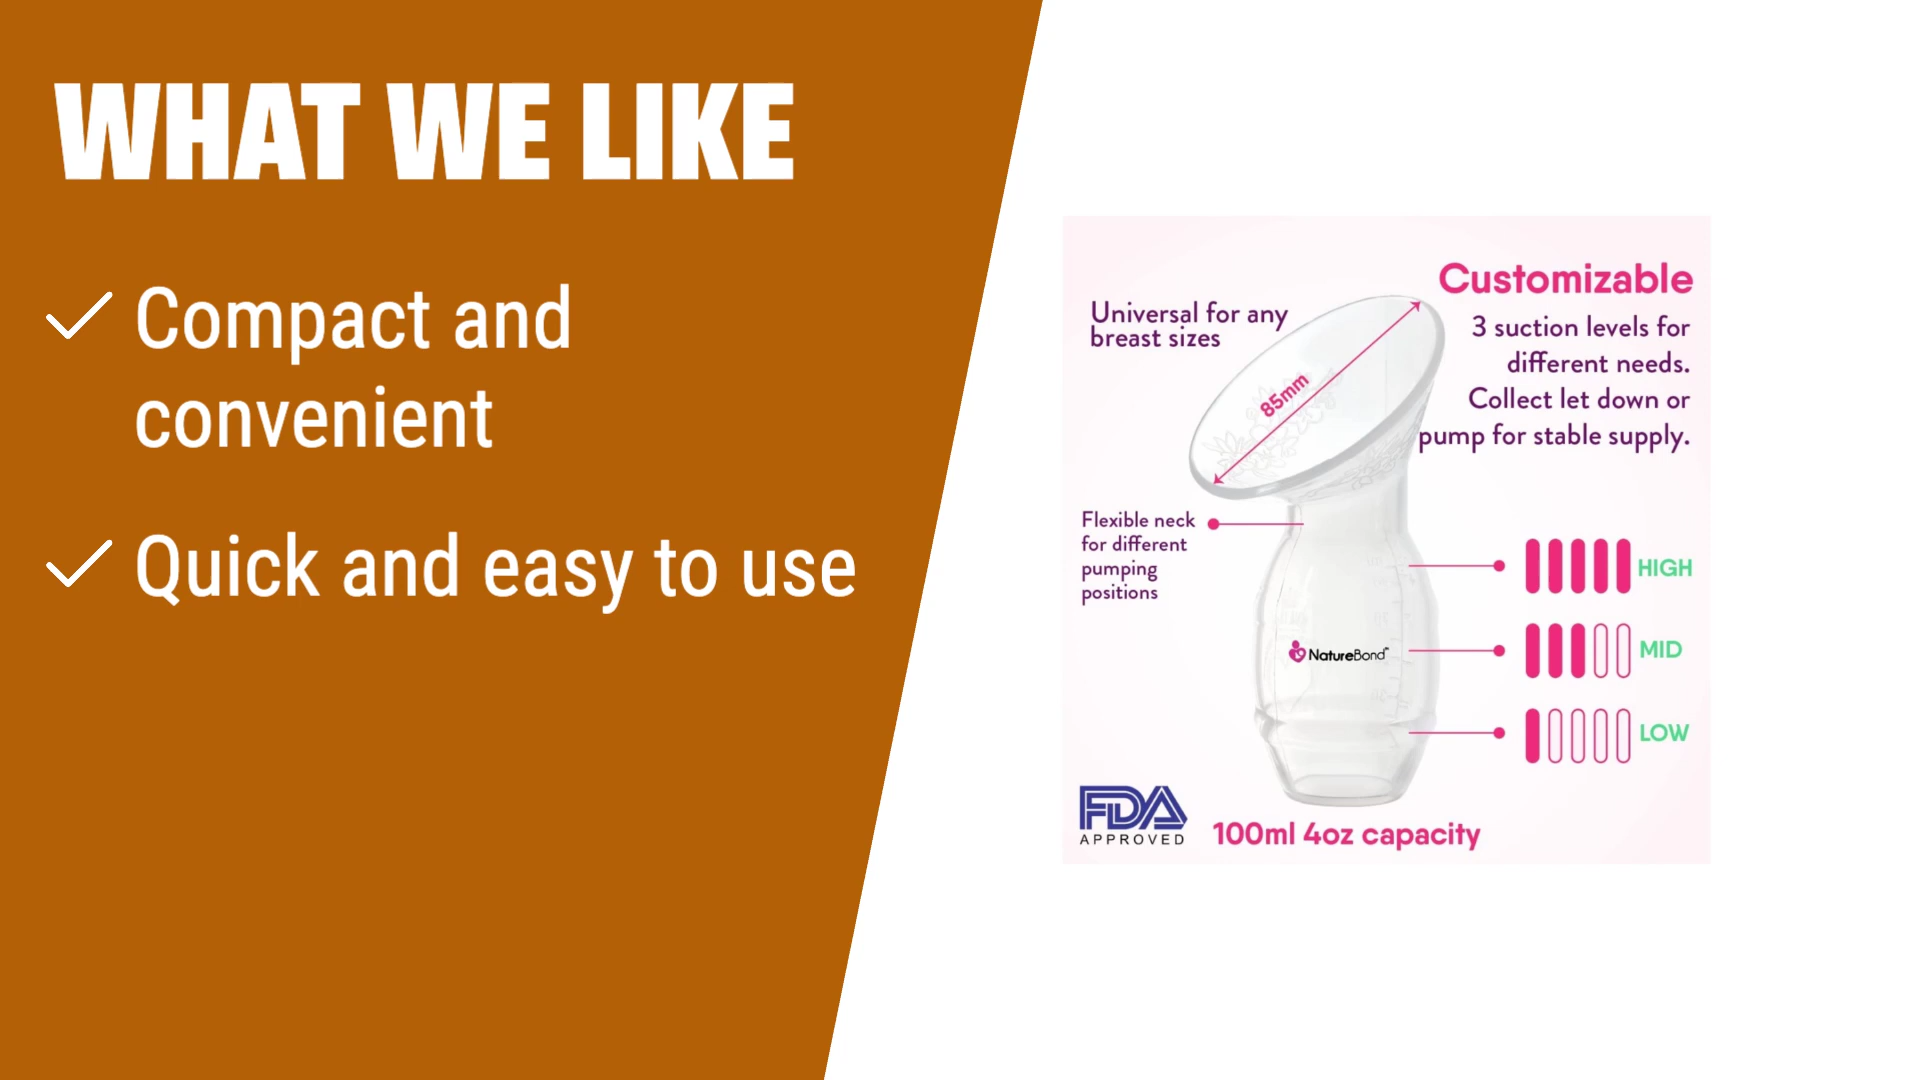 WHAT WE LIKE
Compact and
convenient
Quick and easy to use
Customizable
Universal for any
breast sizes
3 suction levels for
different needs.
Collect let down or
pump for stable supply.
85mm
Flexible neck
for different
pumping
positions
HIGH
MID
LOW
NatureBond™
FDA
APPROVED
100ml 4oz capacity